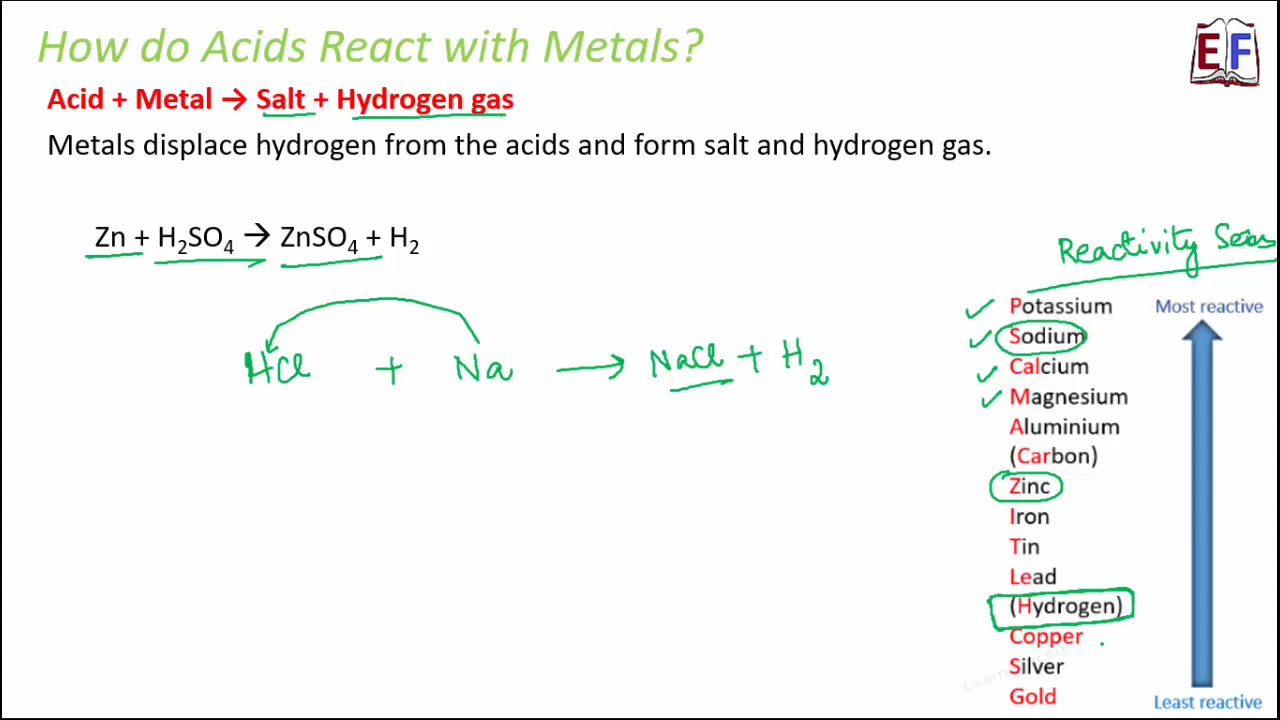 How do Acids React with Metals?
EF
Acid + Metal → Salt + Hydrogen gas
Metals displace hydrogen from the acids and form salt and hydrogen gas.
Zn + H₂SO₄ → ZnSO₄ + H₂
HCl + Na → NaCl + H₂
Reactivity
Potassium
Sodium
Calcium
Magnesium
Aluminium
(Carbon)
Zinc
Iron
Tin
Lead
(Hydrogen)
Copper
Silver
Gold
Most reactive
Least reactive